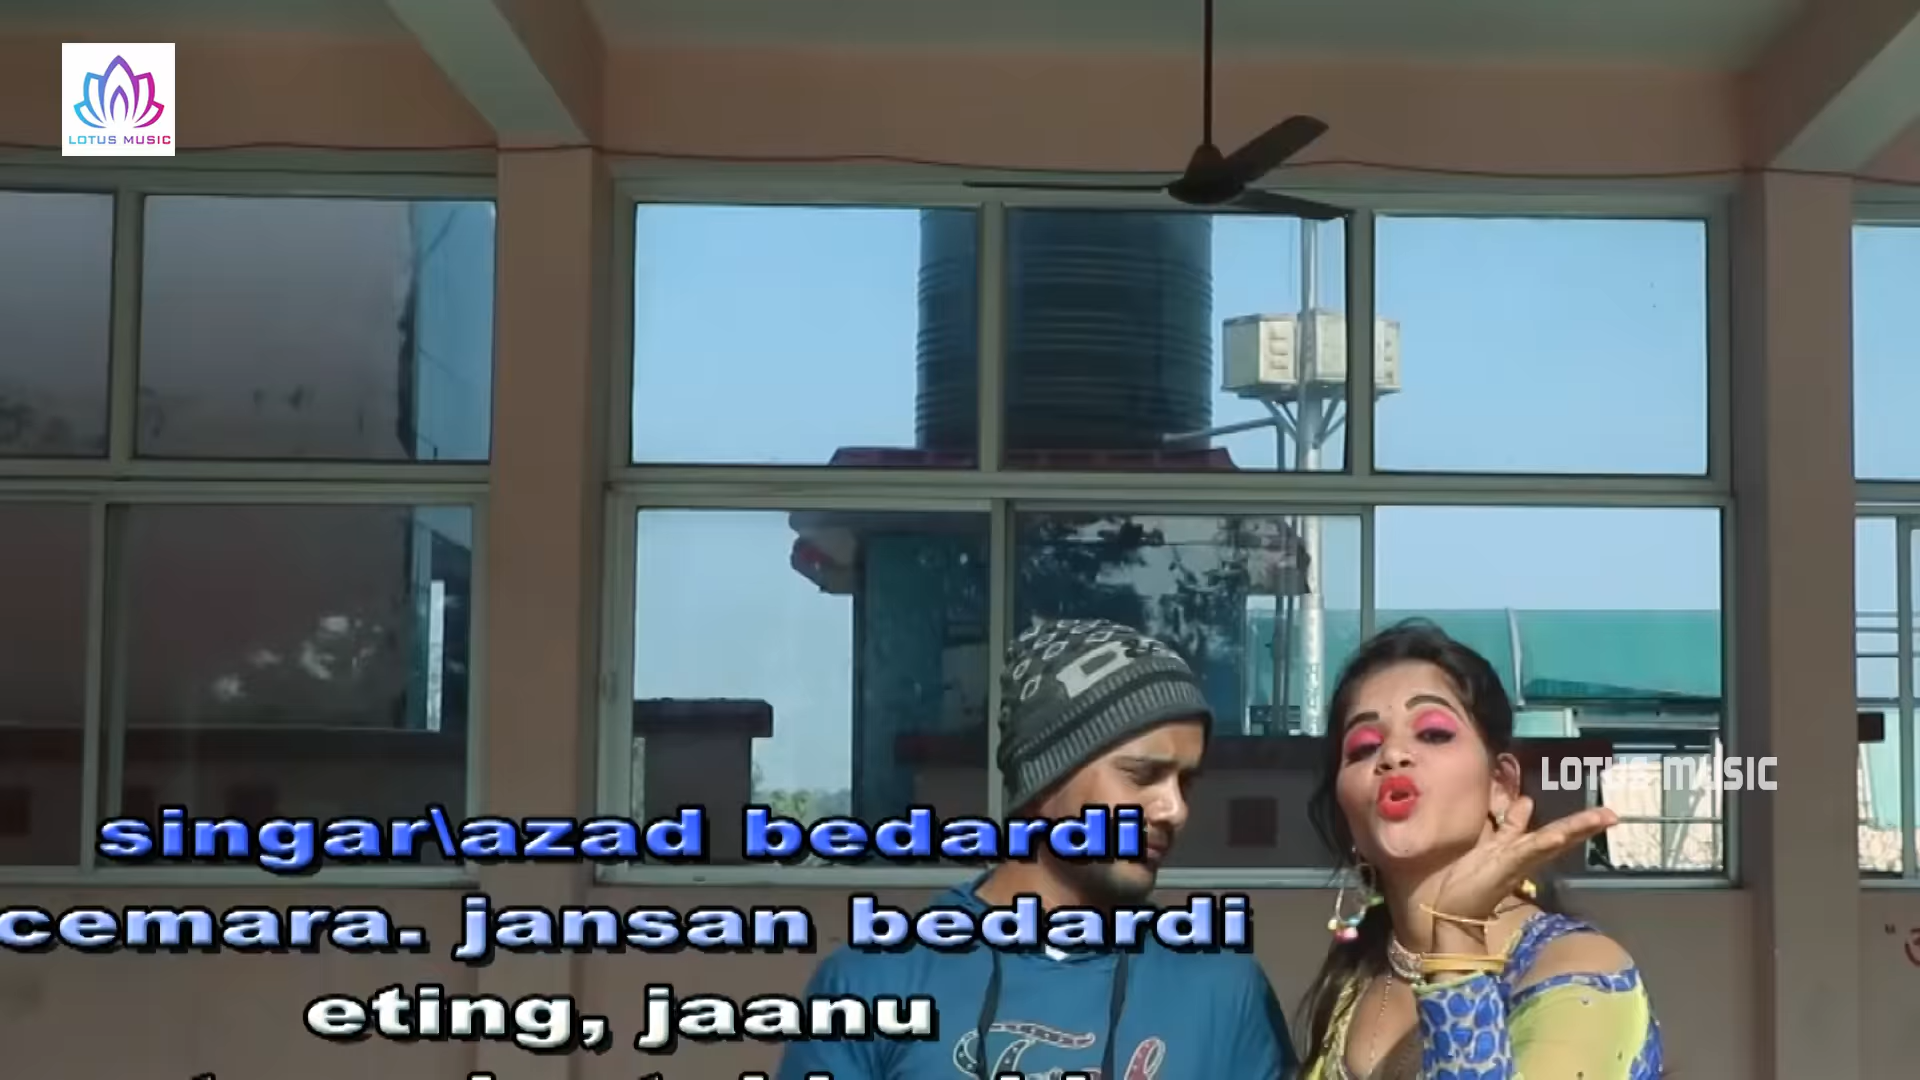 LOTUS MUSIC
LOTUS MUSIC
singar\azad bedardi
cemara. jansan bedardi
eting, jaanu